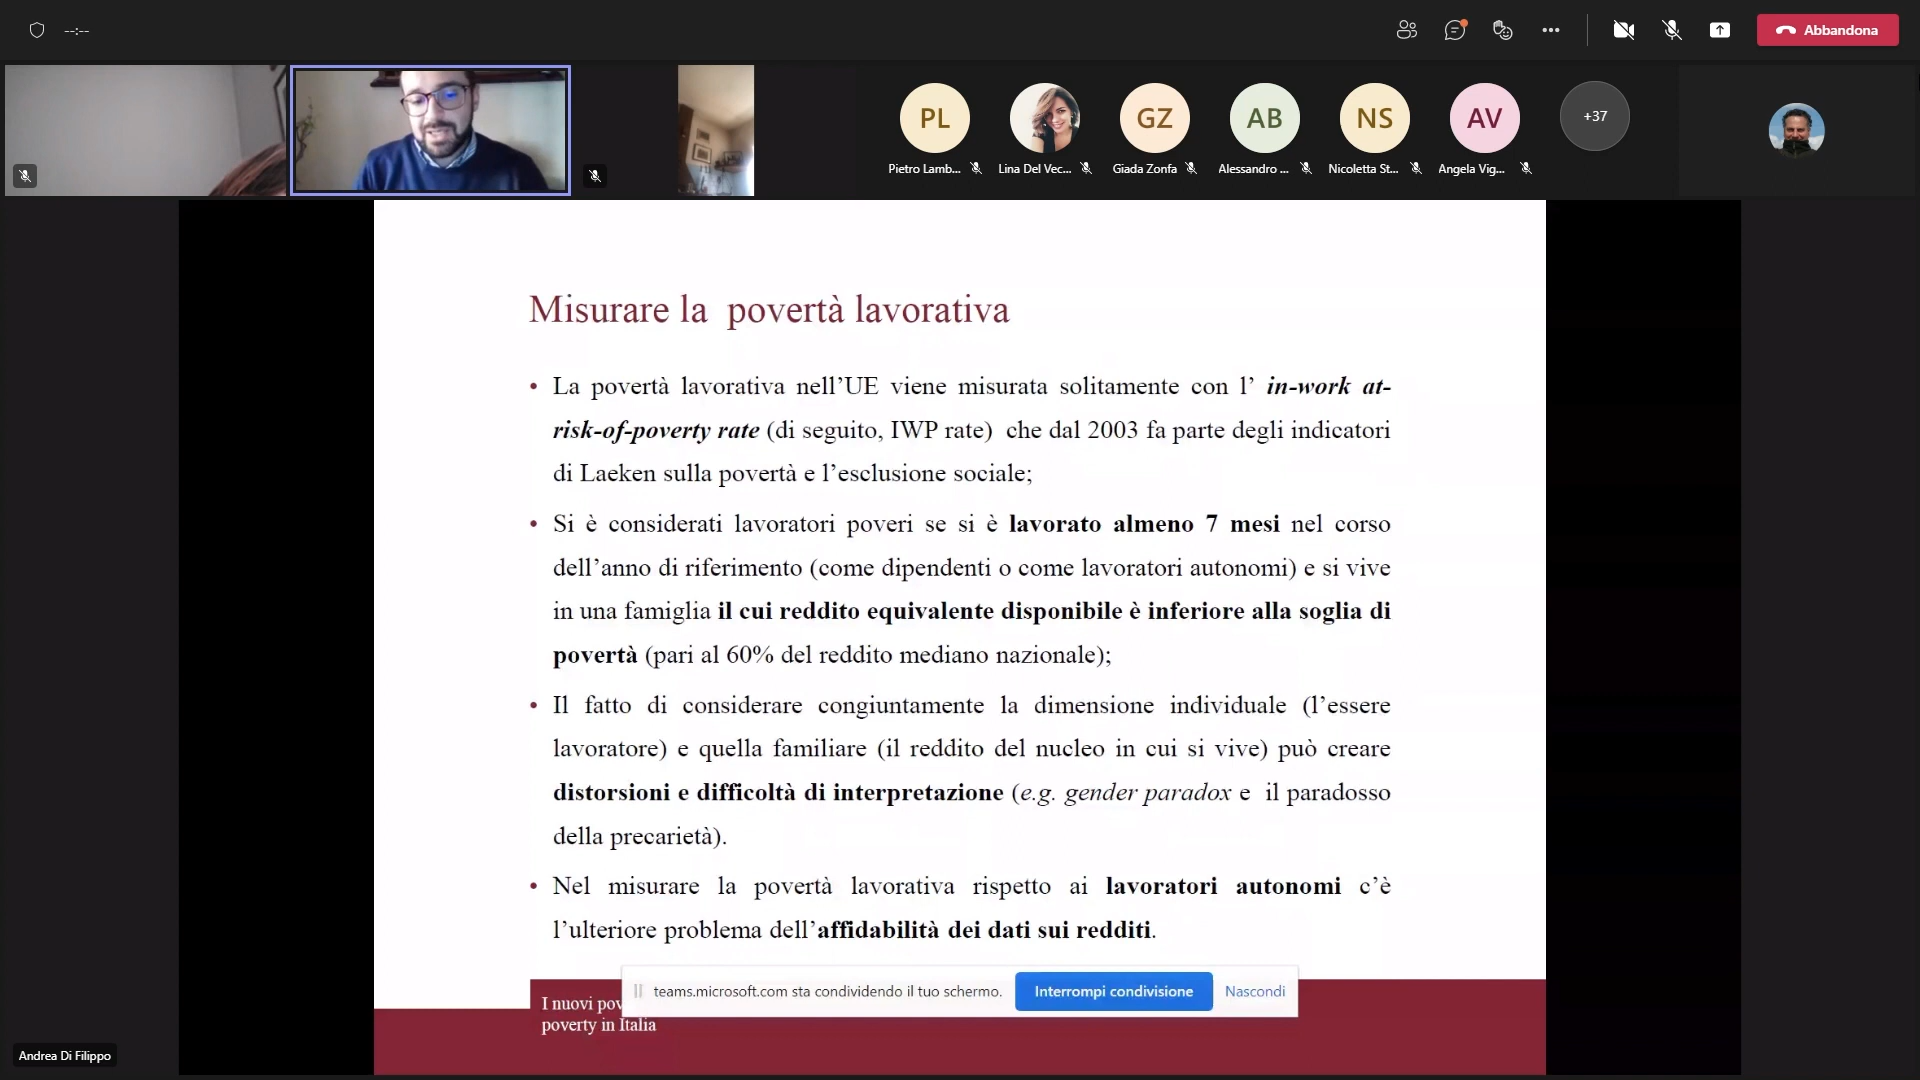 --:--
Abbandona
PL
GZ
AB
NS
AV
+37
Pietro Lamb...
Lina Del Vec...
Giada Zonfa
Alessandro ...
Nicoletta St...
Angela Vig...
Misurare la povertà lavorativa
• La povertà lavorativa nell’UE viene misurata solitamente con l’ in-work at-
risk-of-poverty rate (di seguito, IWP rate) che dal 2003 fa parte degli indicatori
di Laeken sulla povertà e l’esclusione sociale;
• Si è considerati lavoratori poveri se si è lavorato almeno 7 mesi nel corso
dell’anno di riferimento (come dipendenti o come lavoratori autonomi) e si vive
in una famiglia il cui reddito equivalente disponibile è inferiore alla soglia di
povertà (pari al 60% del reddito mediano nazionale);
• Il fatto di considerare congiuntamente la dimensione individuale (l’essere
lavoratore) e quella familiare (il reddito del nucleo in cui si vive) può creare
distorsioni e difficoltà di interpretazione (e.g. gender paradox e il paradosso
della precarietà).
• Nel misurare la povertà lavorativa rispetto ai lavoratori autonomi c’è
l’ulteriore problema dell’affidabilità dei dati sui redditi.
teams.microsoft.com sta condividendo il tuo schermo.
Interrompi condivisione
Nascondi
I nuovi
poverty in Italia
Andrea Di Filippo